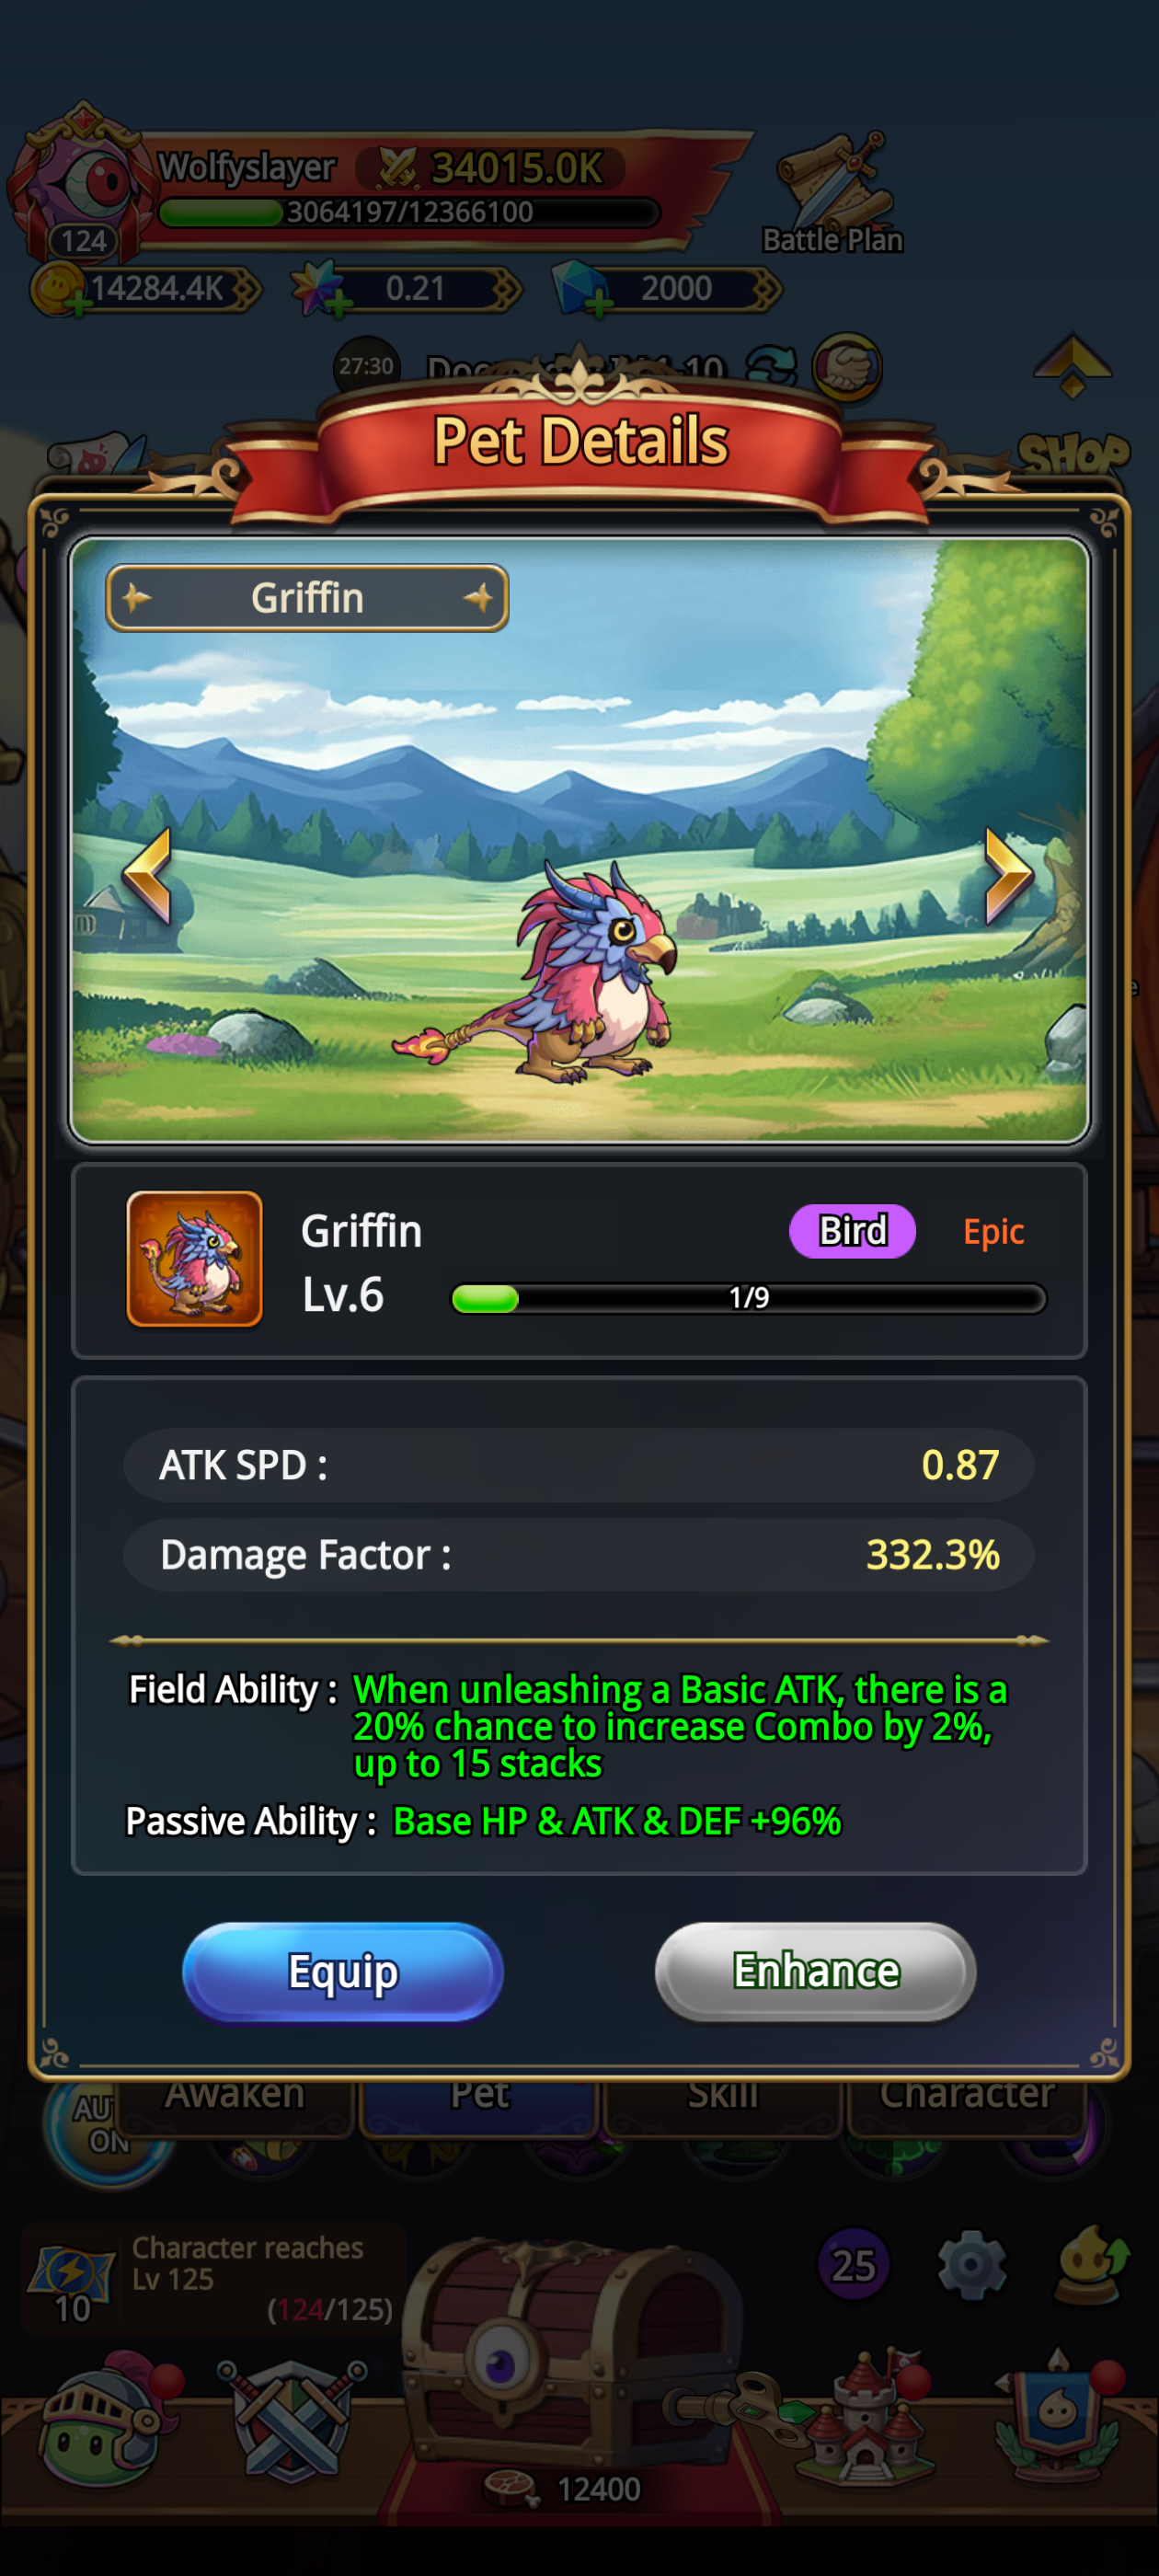 Wolfyslayer
34015.0K
3064197/12366100
124
Battle Plan
14284.4K
0.21
2000
27:30
-10
SHOP
Pet Details
Griffin
Griffin
Bird
Epic
Lv.6
1/9
ATK SPD :
0.87
Damage Factor :
332.3%
Field Ability :
When unleashing a Basic ATK, there is a
20% chance to increase Combo by 2%,
up to 15 stacks
Passive Ability :
Base HP & ATK & DEF +96%
Equip
Enhance
Awaken
Pet
Skill
Character
ON
Character reaches
Lv 125
10
(124/125)
25
12400